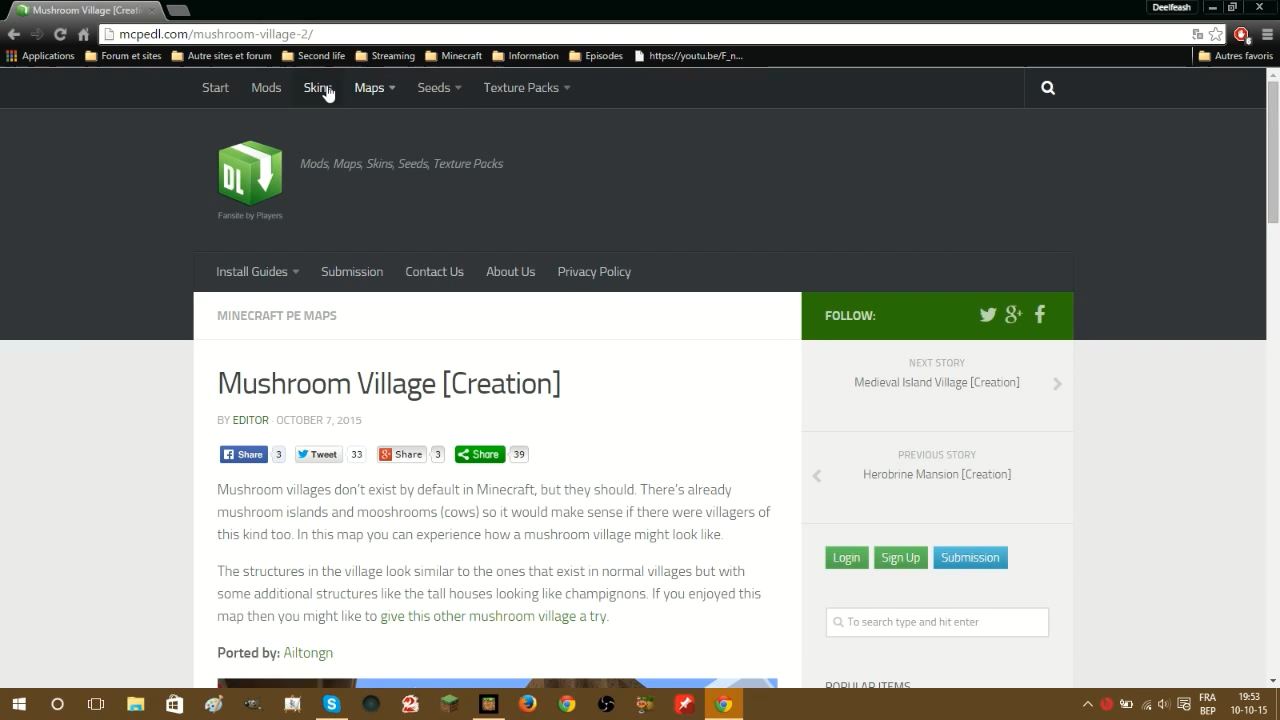 Mushroom Village [Creati
Deelfeash
mcpedl.com/mushroom-village-2/
Applications Forum et sites Autre sites et forum Second life Streaming Minecraft Information Episodes https://youtu.be/F_n... Autres favoris
Start Mods Skins Maps Seeds Texture Packs
DL
Mods, Maps, Skins, Seeds, Texture Packs
Fansite by Players
Install Guides Submission Contact Us About Us Privacy Policy
MINECRAFT PE MAPS
FOLLOW:
Mushroom Village [Creation]
BY EDITOR · OCTOBER 7, 2015
Share 3 Tweet 33 Share 3 Share 39
Mushroom villages don't exist by default in Minecraft, but they should. There's already
mushroom islands and mooshrooms (cows) so it would make sense if there were villagers of
this kind too. In this map you can experience how a mushroom village might look like.
The structures in the village look similar to the ones that exist in normal villages but with
some additional structures like the tall houses looking like champignons. If you enjoyed this
map then you might like to give this other mushroom village a try.
Ported by: Ailtongn
NEXT STORY
Medieval Island Village [Creation]
PREVIOUS STORY
Herobrine Mansion [Creation]
Login Sign Up Submission
To search type and hit enter
POPULAR ITEMS
FRA
BEP
19:53
10-10-15